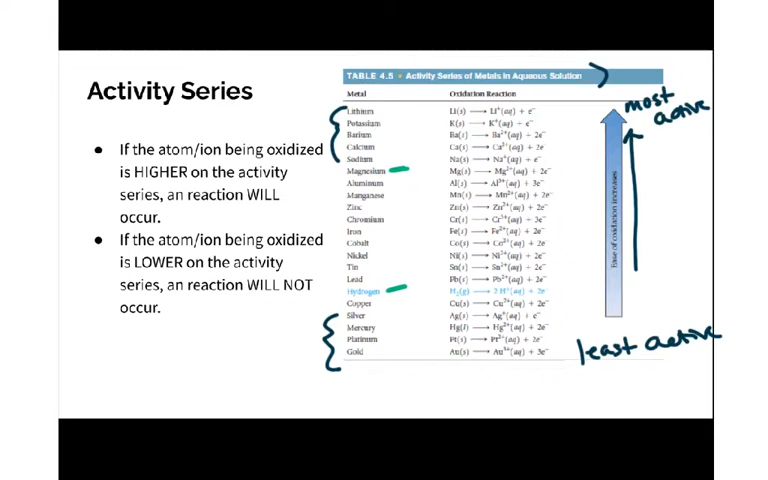 Activity Series
● If the atom/ion being oxidized
is HIGHER on the activity
series, an reaction WILL
occur.
● If the atom/ion being oxidized
is LOWER on the activity
series, an reaction WILL NOT
occur.
TABLE 4.5 • Activity Series of Metals in Aqueous Solution
Metal Oxidation Reaction
Lithium Li(s) ⟶ Li⁺(aq) + e⁻
Potassium K(s) ⟶ K⁺(aq) + e⁻
Barium Ba(s) ⟶ Ba²⁺(aq) + 2e⁻
Calcium Ca(s) ⟶ Ca²⁺(aq) + 2e⁻
Sodium Na(s) ⟶ Na⁺(aq) + e⁻
Magnesium Mg(s) ⟶ Mg²⁺(aq) + 2e⁻
Aluminum Al(s) ⟶ Al³⁺(aq) + 3e⁻
Manganese Mn(s) ⟶ Mn²⁺(aq) + 2e⁻
Zinc Zn(s) ⟶ Zn²⁺(aq) + 2e⁻
Chromium Cr(s) ⟶ Cr³⁺(aq) + 3e⁻
Iron Fe(s) ⟶ Fe²⁺(aq) + 2e⁻
Cobalt Co(s) ⟶ Co²⁺(aq) + 2e⁻
Nickel Ni(s) ⟶ Ni²⁺(aq) + 2e⁻
Tin Sn(s) ⟶ Sn²⁺(aq) + 2e⁻
Lead Pb(s) ⟶ Pb²⁺(aq) + 2e⁻
Hydrogen H₂(g) ⟶ 2 H⁺(aq) + 2e⁻
Copper Cu(s) ⟶ Cu²⁺(aq) + 2e⁻
Silver Ag(s) ⟶ Ag⁺(aq) + e⁻
Mercury Hg(l) ⟶ Hg²⁺(aq) + 2e⁻
Platinum Pt(s) ⟶ Pt²⁺(aq) + 2e⁻
Gold Au(s) ⟶ Au³⁺(aq) + 3e⁻
Ease of oxidation increases
most
active
least active